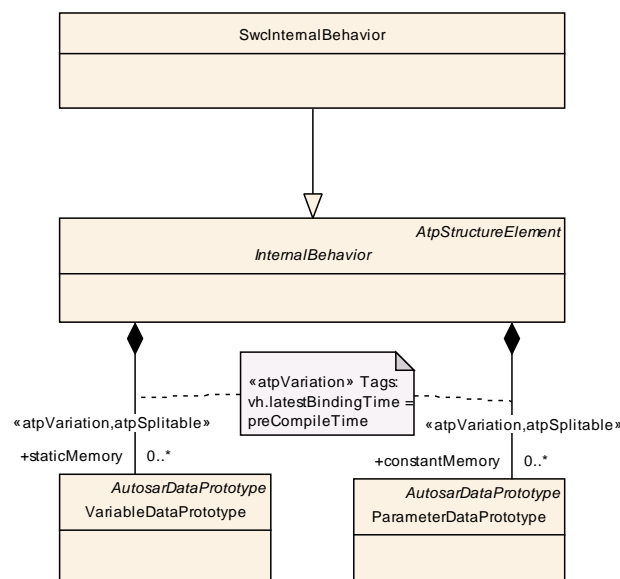 SwcInternalBehavior
AtpStructureElement
InternalBehavior
«atpVariation» Tags:
vh.latestBindingTime =
preCompileTime
«atpVariation,atpSplitable»
«atpVariation,atpSplitable»
+staticMemory 0..*
+constantMemory 0..*
AutosarDataPrototype
VariableDataPrototype
AutosarDataPrototype
ParameterDataPrototype